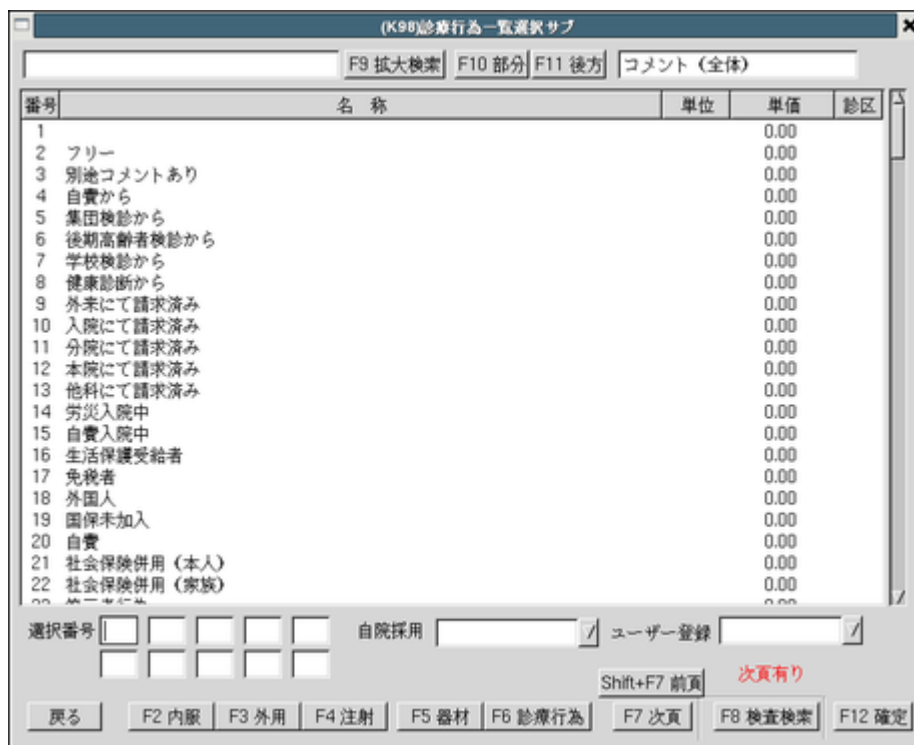 (K98)診療行為一覧選択サブ
F9 拡大検索 F10 部分 F11 後方 コメント（全体）
番号 名 称 単位 単価 診区
1 0.00
2 フリー 0.00
3 別途コメントあり 0.00
4 自費から 0.00
5 集団検診から 0.00
6 後期高齢者検診から 0.00
7 学校検診から 0.00
8 健康診断から 0.00
9 外来にて請求済み 0.00
10 入院にて請求済み 0.00
11 分院にて請求済み 0.00
12 本院にて請求済み 0.00
13 他科にて請求済み 0.00
14 労災入院中 0.00
15 自費入院中 0.00
16 生活保護受給者 0.00
17 免税者 0.00
18 外国人 0.00
19 国保未加入 0.00
20 自費 0.00
21 社会保険併用（本人） 0.00
22 社会保険併用（家族） 0.00
選択番号 自院採用 ユーザー登録
Shift+F7 前頁 次頁有り
戻る F2 内服 F3 外用 F4 注射 F5 器材 F6 診療行為 F7 次頁 F8 検査検索 F12 確定